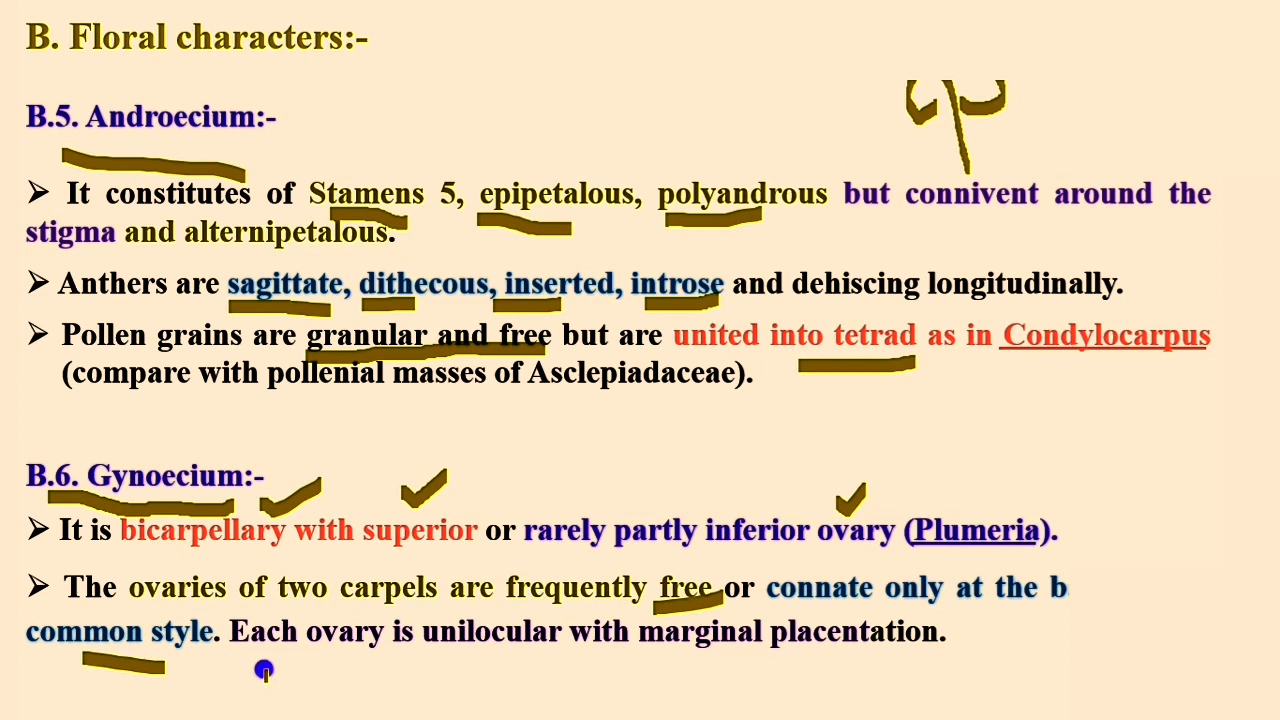 B. Floral characters:-
B.5. Androecium:-
➢ It constitutes of Stamens 5, epipetalous, polyandrous but connivent around the
stigma and alternipetalous.
➢ Anthers are sagittate, dithecous, inserted, introse and dehiscing longitudinally.
➢ Pollen grains are granular and free but are united into tetrad as in Condylocarpus
(compare with pollenial masses of Asclepiadaceae).
B.6. Gynoecium:-
➢ It is bicarpellary with superior or rarely partly inferior ovary (Plumeria).
➢ The ovaries of two carpels are frequently free or connate only at the b
common style. Each ovary is unilocular with marginal placentation.